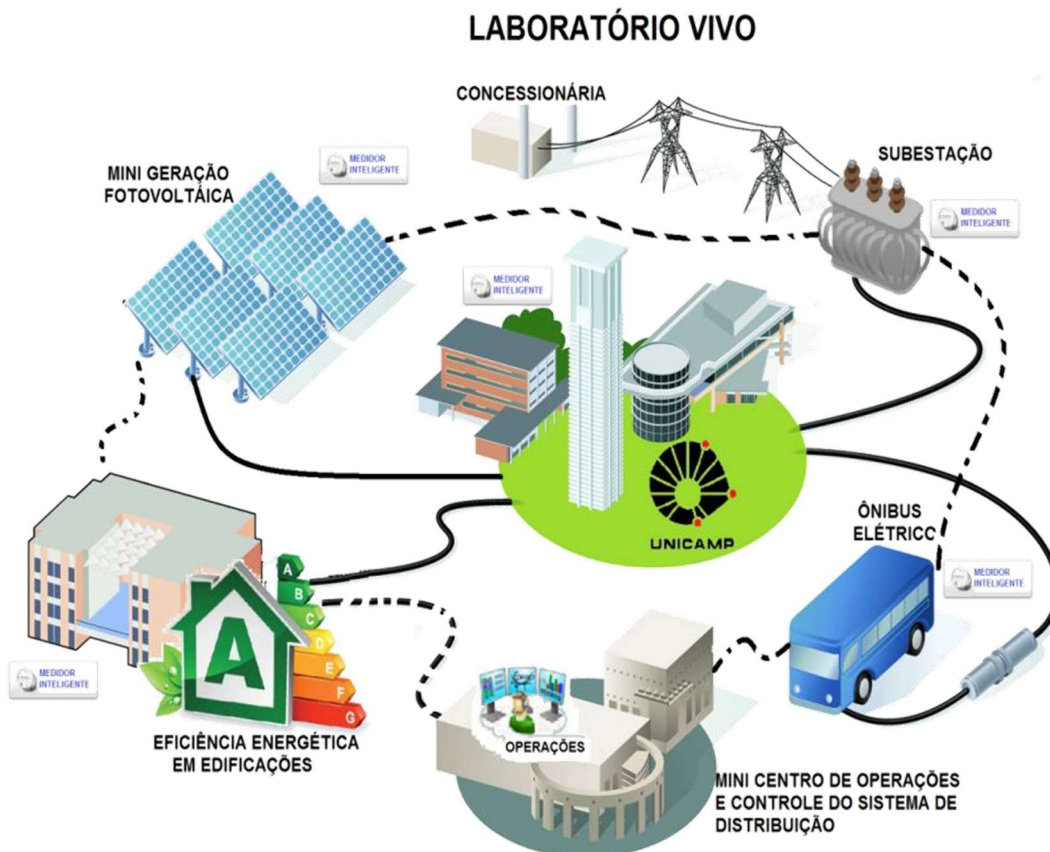 LABORATÓRIO VIVO
CONCESSIONÁRIA
SUBESTAÇÃO
MINI GERAÇÃO
FOTOVOLTÁICA
MEDIDOR
INTELIGENTE
MEDIDOR
INTELIGENTE
MEDIDOR
INTELIGENTE
UNICAMP
ÔNIBUS
ELÉTRICO
MEDIDOR
INTELIGENTE
A
B
C
D
E
F
G
A
MEDIDOR
INTELIGENTE
EFICIÊNCIA ENERGÉTICA
EM EDIFICAÇÕES
OPERAÇÕES
MINI CENTRO DE OPERAÇÕES
E CONTROLE DO SISTEMA DE
DISTRIBUIÇÃO